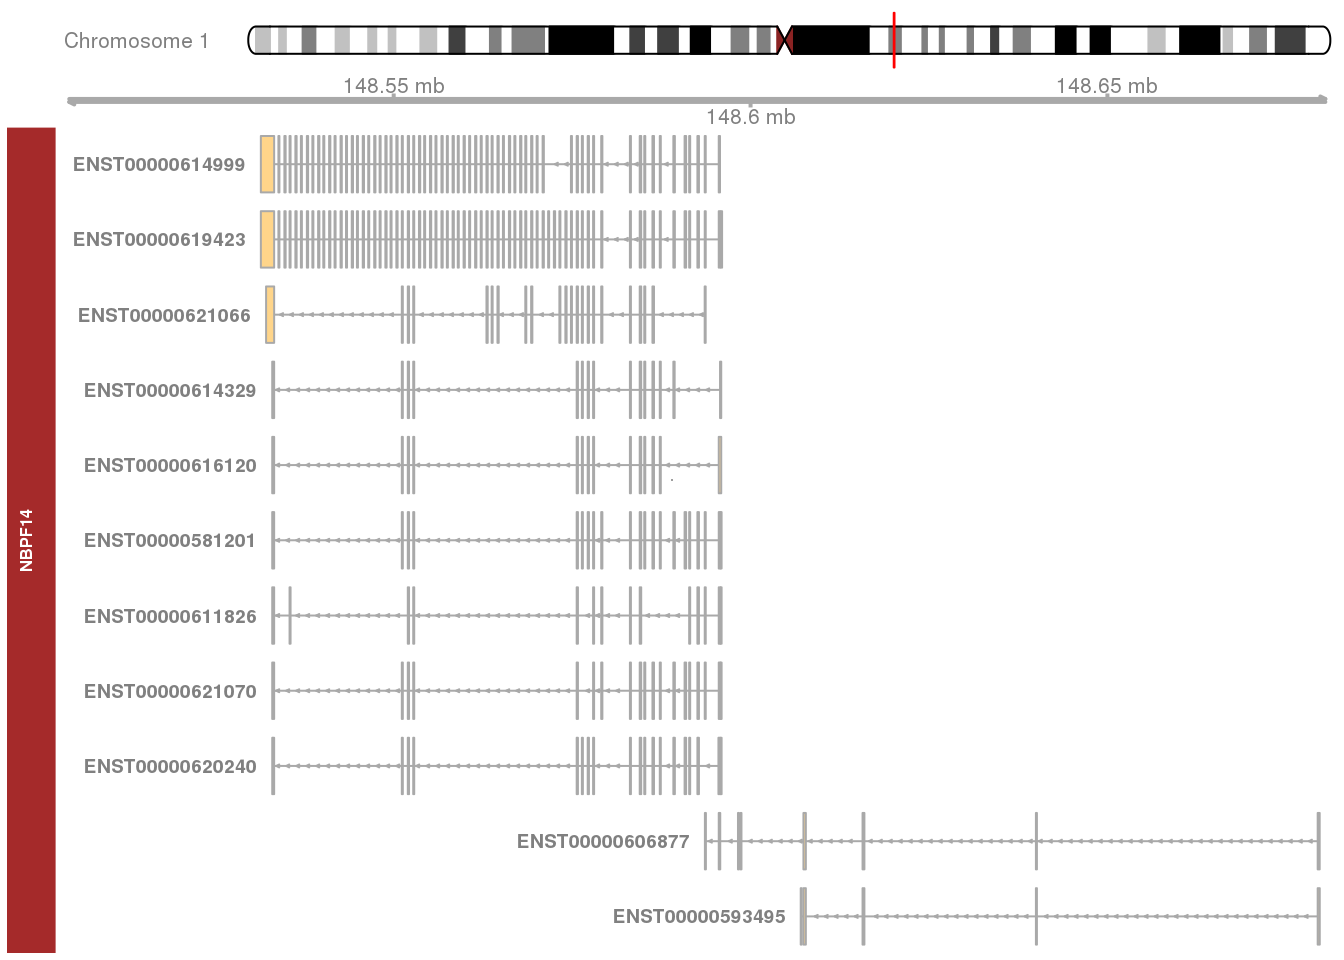 Chromosome 1
148.55 mb
148.65 mb
148.6 mb
NBPF14
ENST00000614999
ENST00000619423
ENST00000621066
ENST00000614329
ENST00000616120
ENST00000581201
ENST00000611826
ENST00000621070
ENST00000620240
ENST00000606877
ENST00000593495